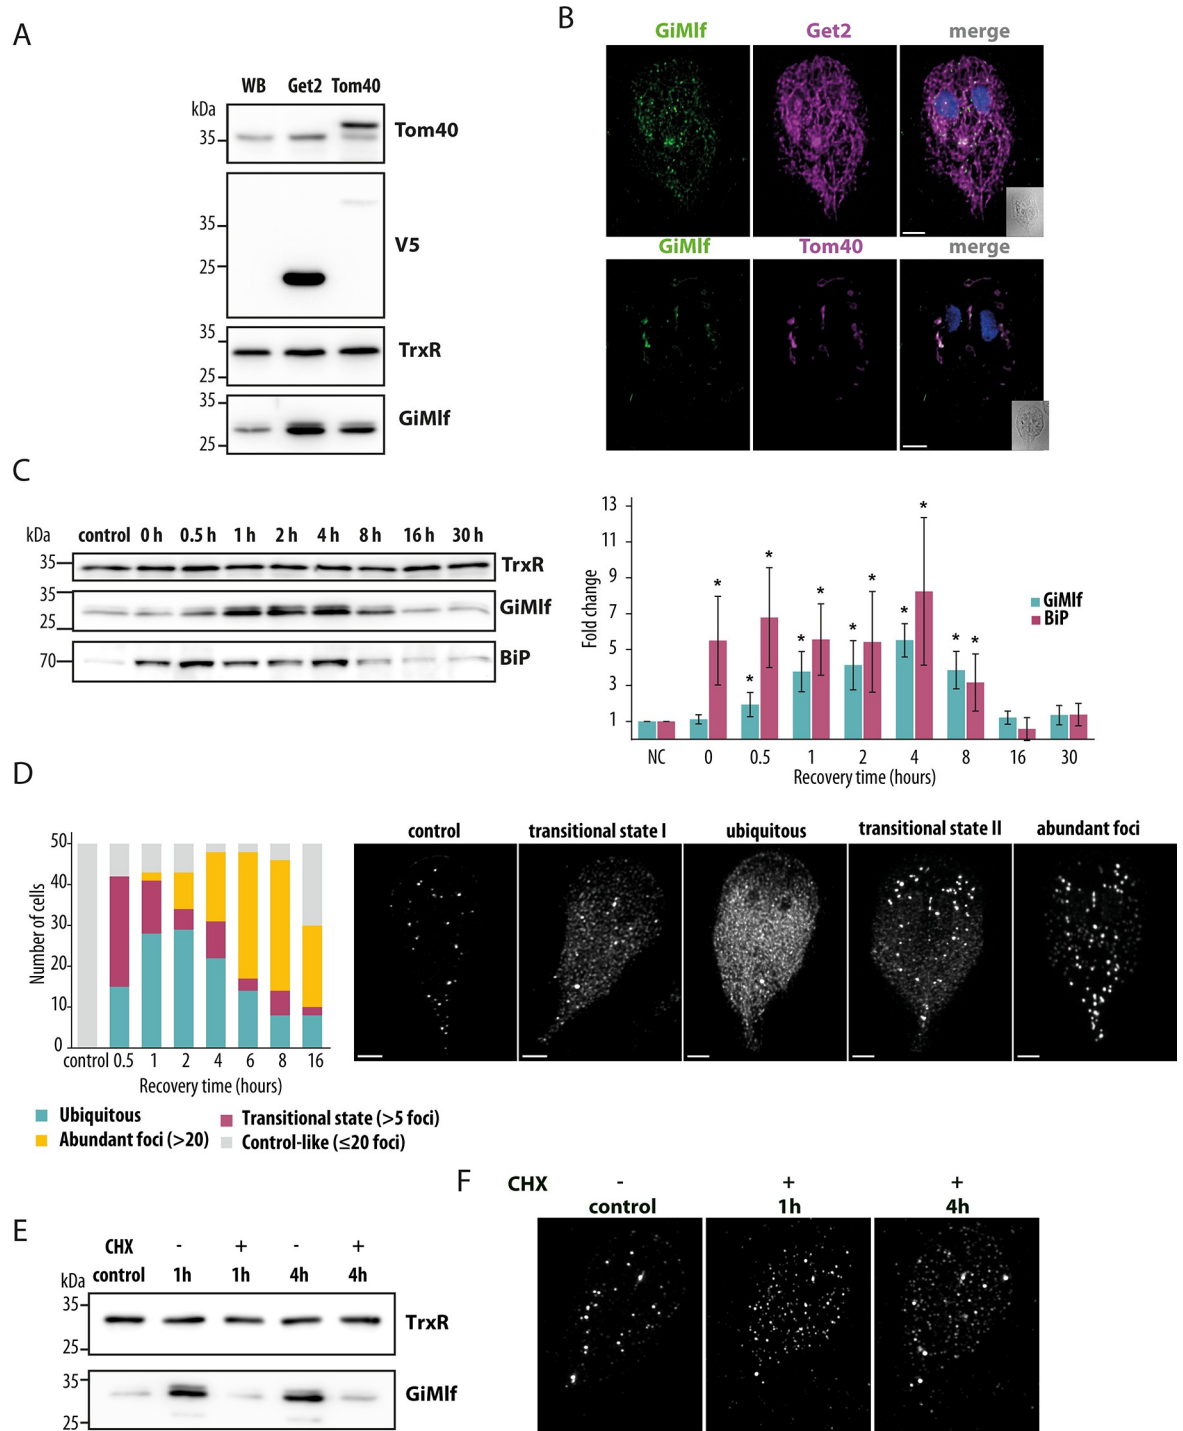 A
WB Get2 Tom40
kDa
35
Tom40
35
25
V5
35
25
TrxR
35
25
GiMlf
B
GiMlf Get2 merge
GiMlf Tom40 merge
C
kDa control 0 h 0.5 h 1 h 2 h 4 h 8 h 16 h 30 h
35 TrxR
35
25
GiMlf
70 BiP
13
11
9
7
5
3
1
Fold change
* * * * * * * * * * *
GiMlf
BiP
NC 0 0.5 1 2 4 8 16 30
Recovery time (hours)
D
50
40
30
20
10
0
Number of cells
control 0.5 1 2 4 6 8 16
Recovery time (hours)
Ubiquitous
Transitional state (>5 foci)
Abundant foci (>20)
Control-like (≤20 foci)
control transitional state I ubiquitous transitional state II abundant foci
E
CHX - + - +
kDa control 1h 1h 4h 4h
35
25
TrxR
35
25
GiMlf
F
CHX - + +
control 1h 4h